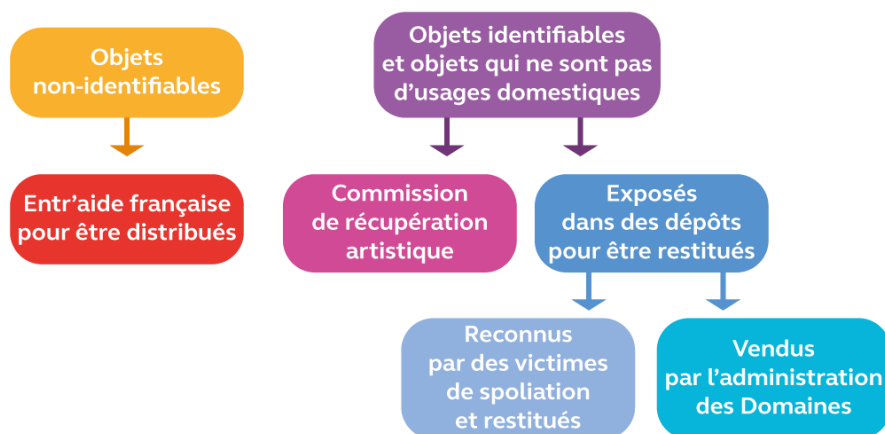 Objets
non-identifiables
Objets identifiables
et objets qui ne sont pas
d'usages domestiques
Entr'aide française
pour être distribués
Commission
de récupération
artistique
Exposés
dans des dépôts
pour être restitués
Reconnus
par des victimes
de spoliation
et restitués
Vendus
par l'administration
des Domaines